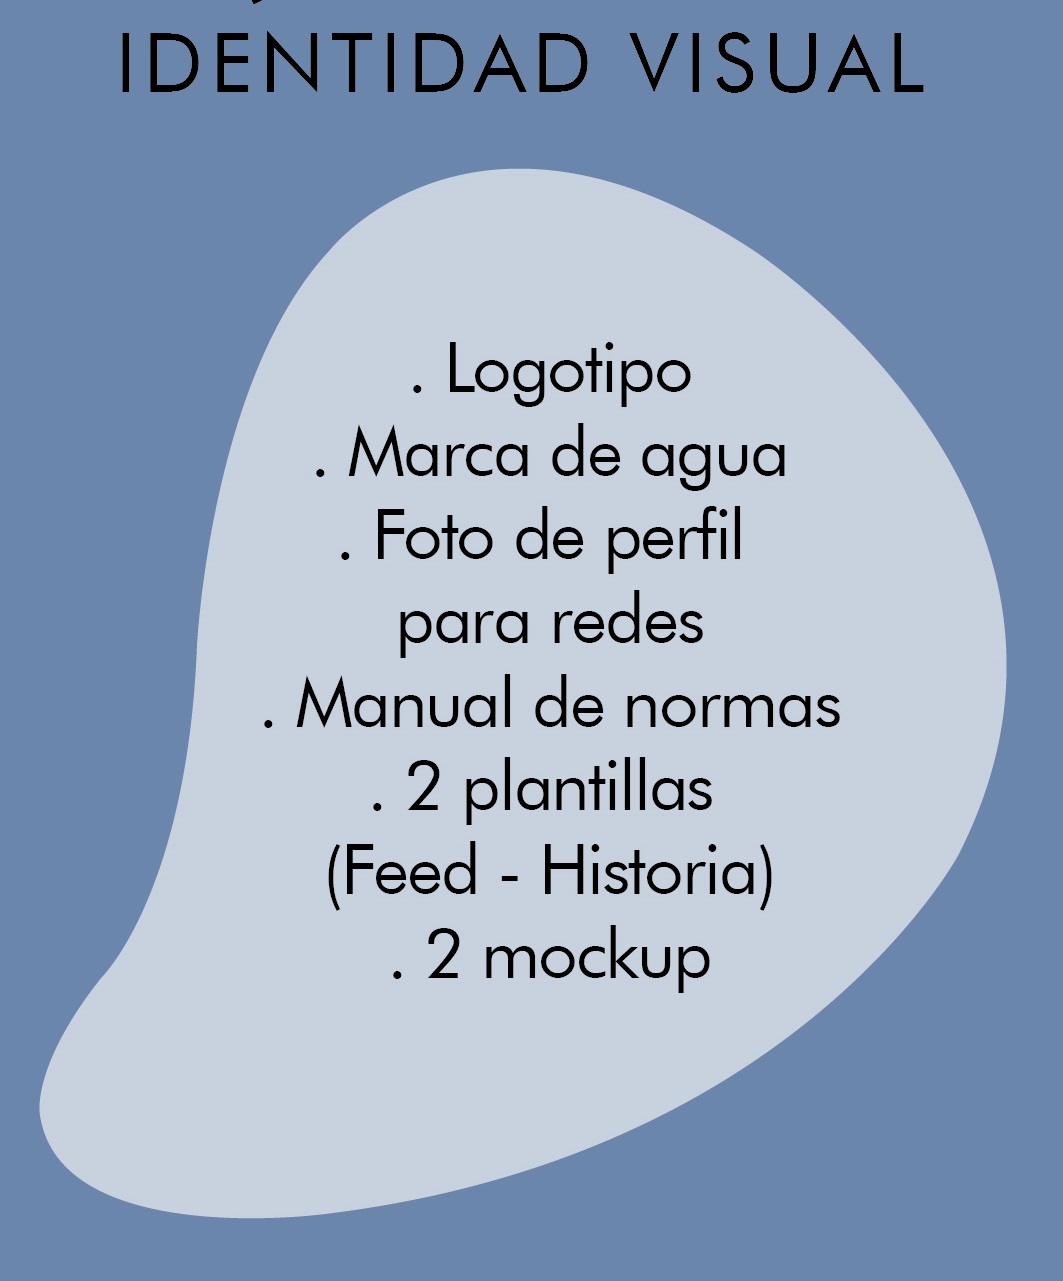 IDENTIDAD VISUAL
. Logotipo
. Marca de agua
. Foto de perfil
para redes
. Manual de normas
. 2 plantillas
(Feed - Historia)
. 2 mockup